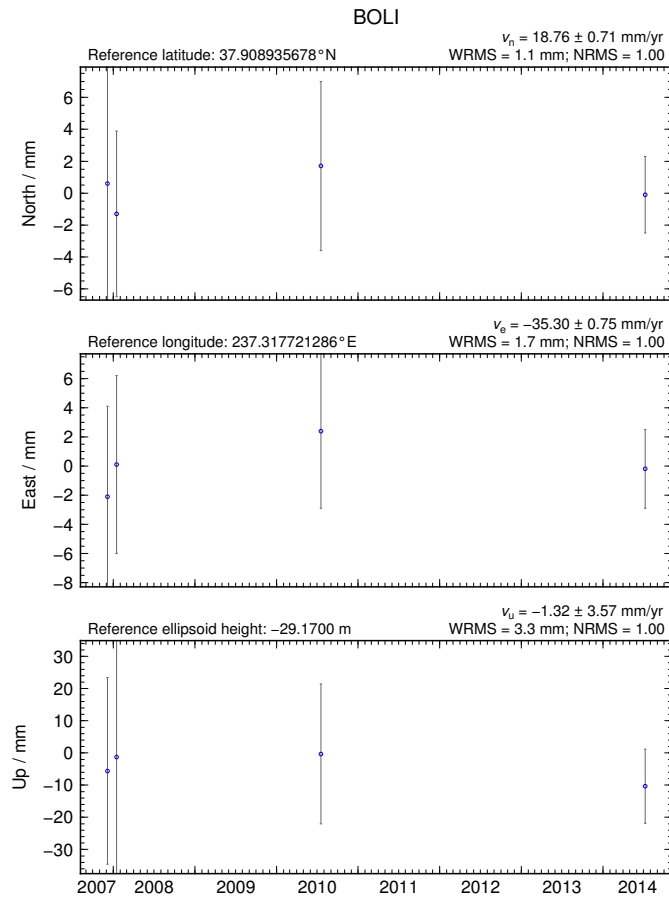 BOLI
vn = 18.76 ± 0.71 mm/yr
Reference latitude: 37.908935678°N WRMS = 1.1 mm; NRMS = 1.00
6
4
2
0
−2
−4
−6
North / mm
ve = −35.30 ± 0.75 mm/yr
Reference longitude: 237.317721286°E WRMS = 1.7 mm; NRMS = 1.00
6
4
2
0
−2
−4
−6
−8
East / mm
vu = −1.32 ± 3.57 mm/yr
Reference ellipsoid height: −29.1700 m WRMS = 3.3 mm; NRMS = 1.00
30
20
10
0
−10
−20
−30
Up / mm
2007 2008 2009 2010 2011 2012 2013 2014